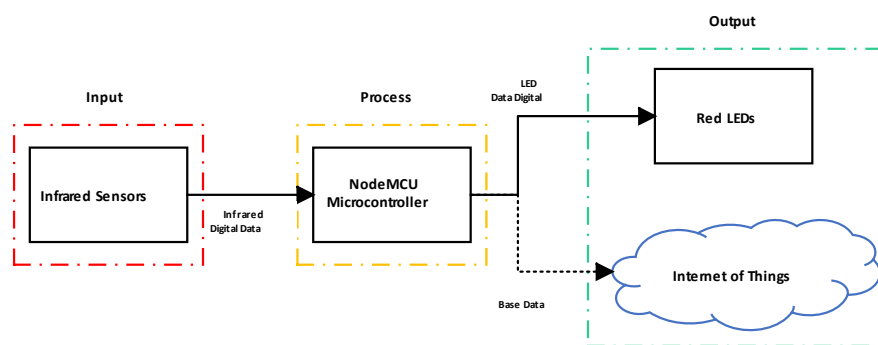 Input
Infrared Sensors
Infrared
Digital Data
Process
NodeMCU
Microcontroller
LED
Data Digital
Base Data
Output
Red LEDs
Internet of Things